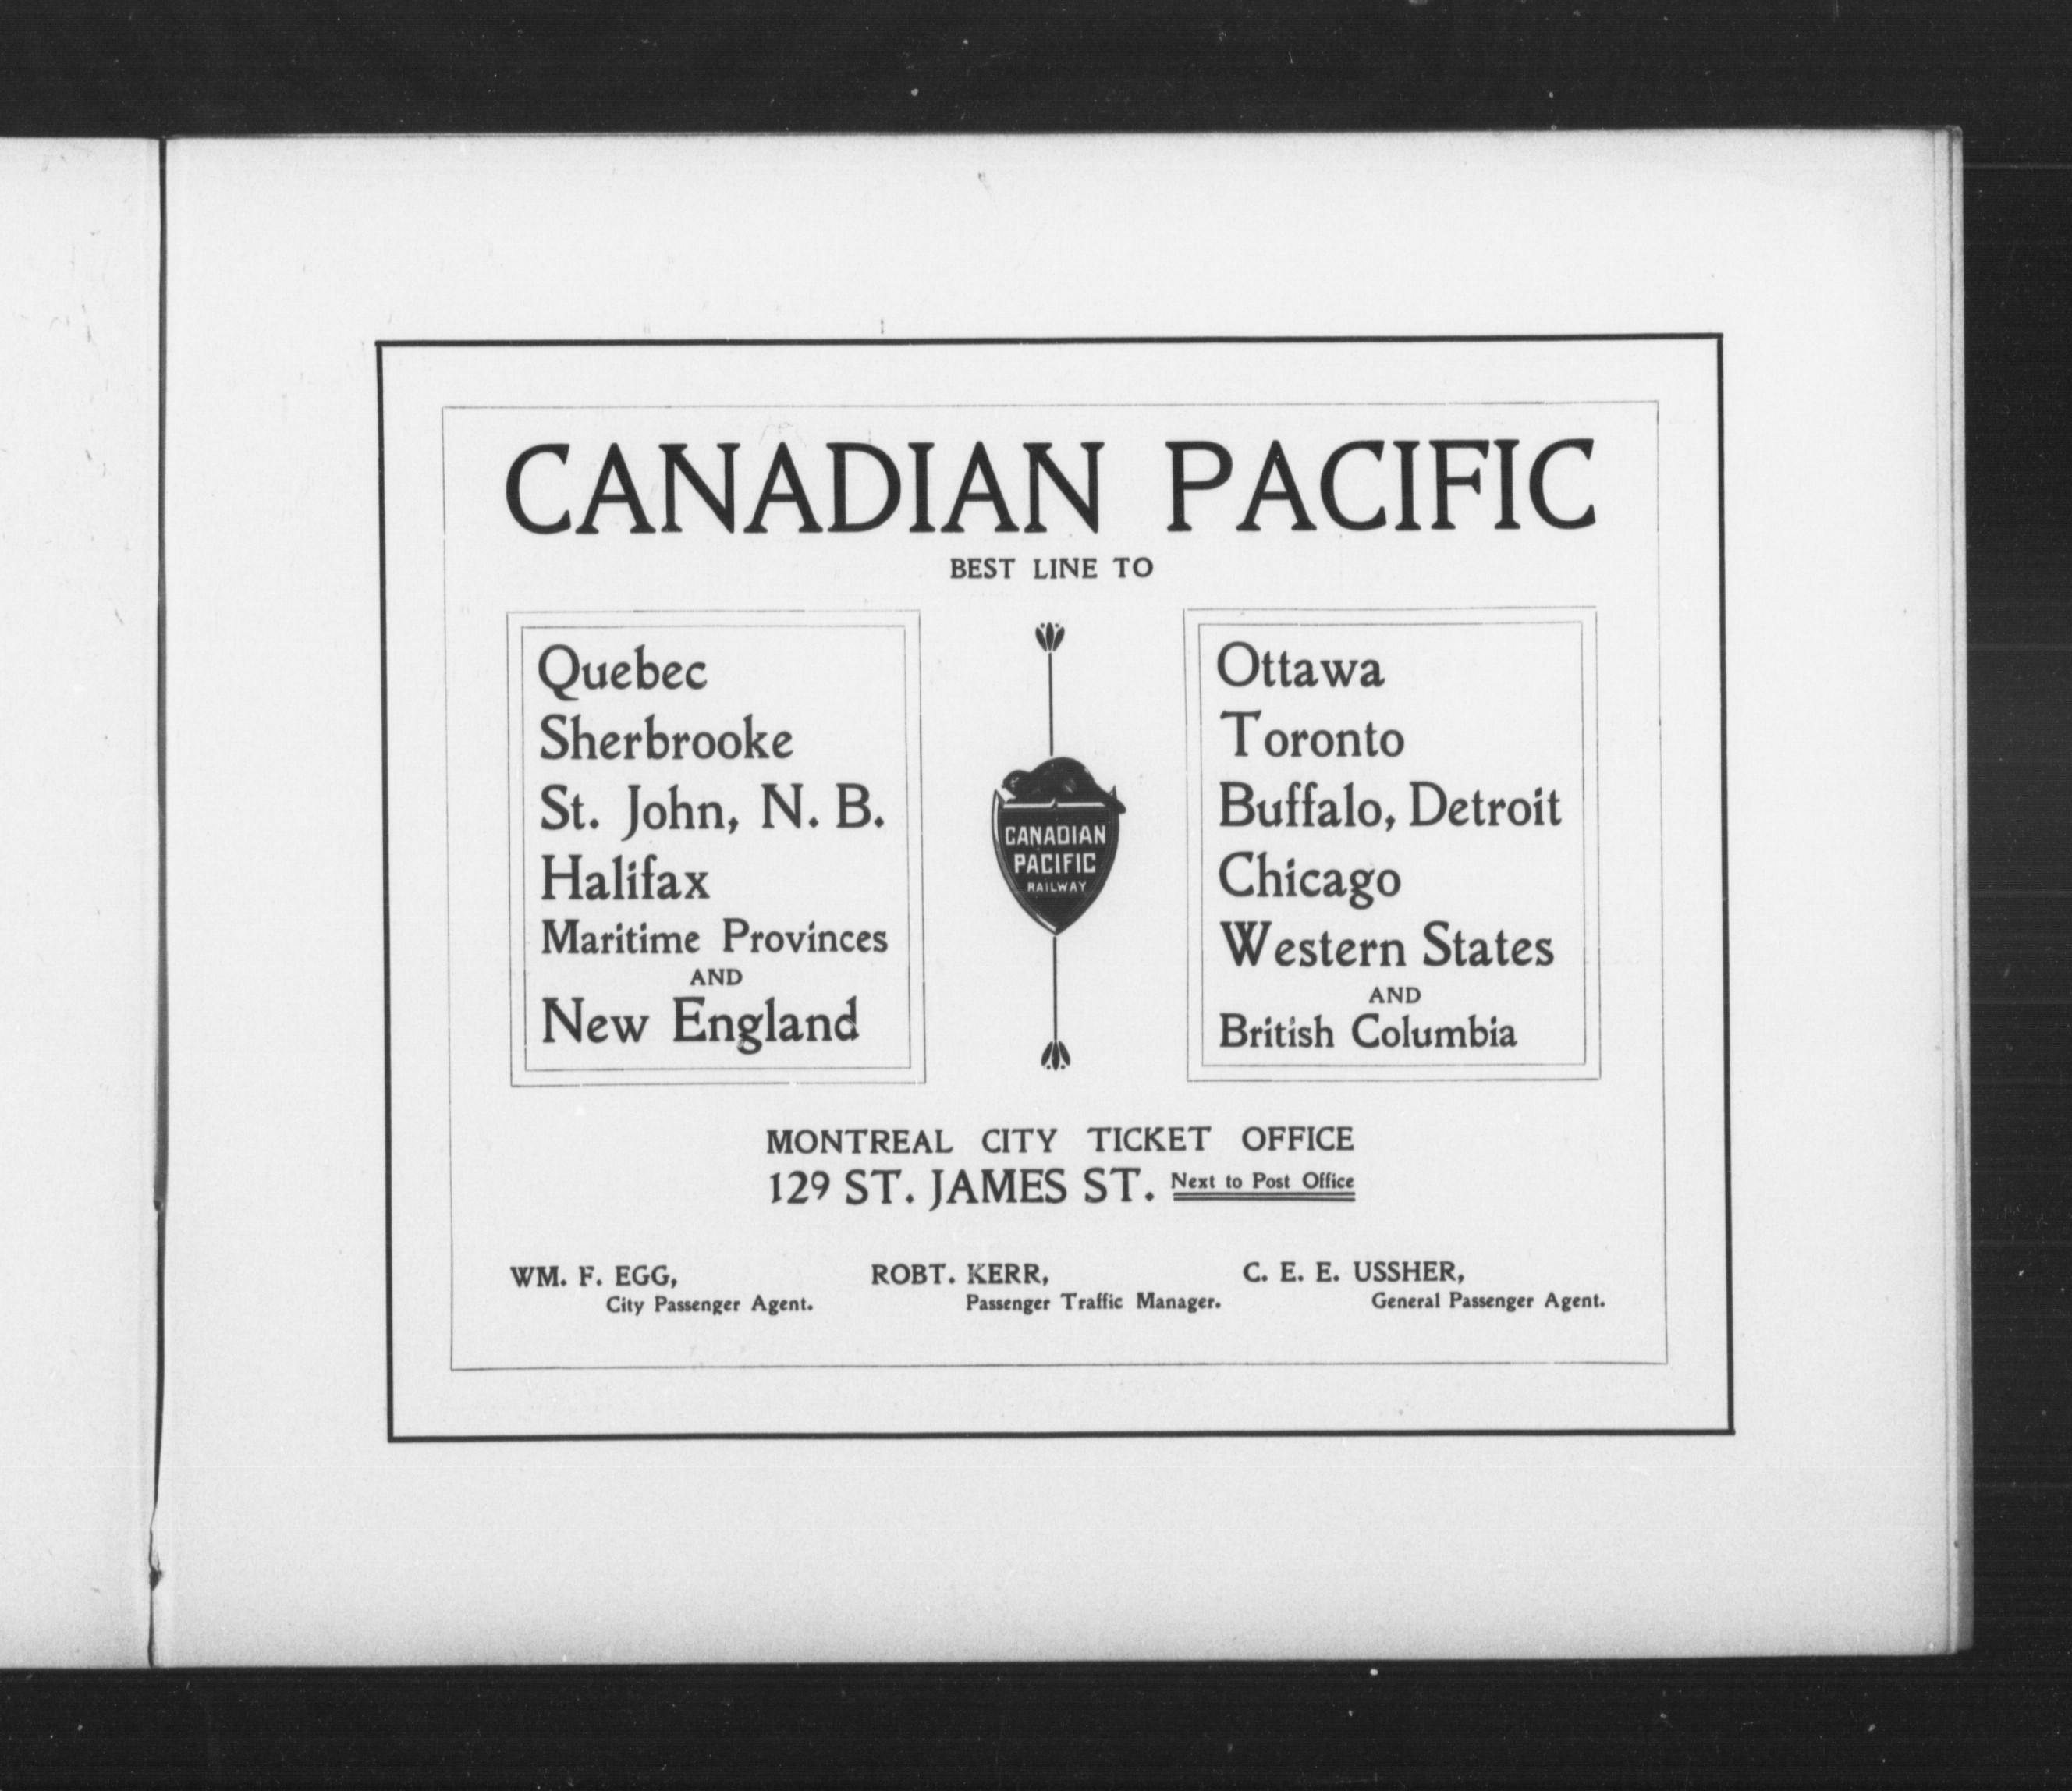 CANADIAN PACIFIC
BEST LINE TO
Quebec
Sherbrooke
St. John, N. B.
Halifax
Maritime Provinces
AND
New England
CANADIAN
PACIFIC
RAILWAY
Ottawa
Toronto
Buffalo, Detroit
Chicago
Western States
AND
British Columbia
MONTREAL CITY TICKET OFFICE
129 ST. JAMES ST. Next to Post Office
WM. F. EGG,
City Passenger Agent.
ROBT. KERR,
Passenger Traffic Manager.
C. E. E. USSHER,
General Passenger Agent.